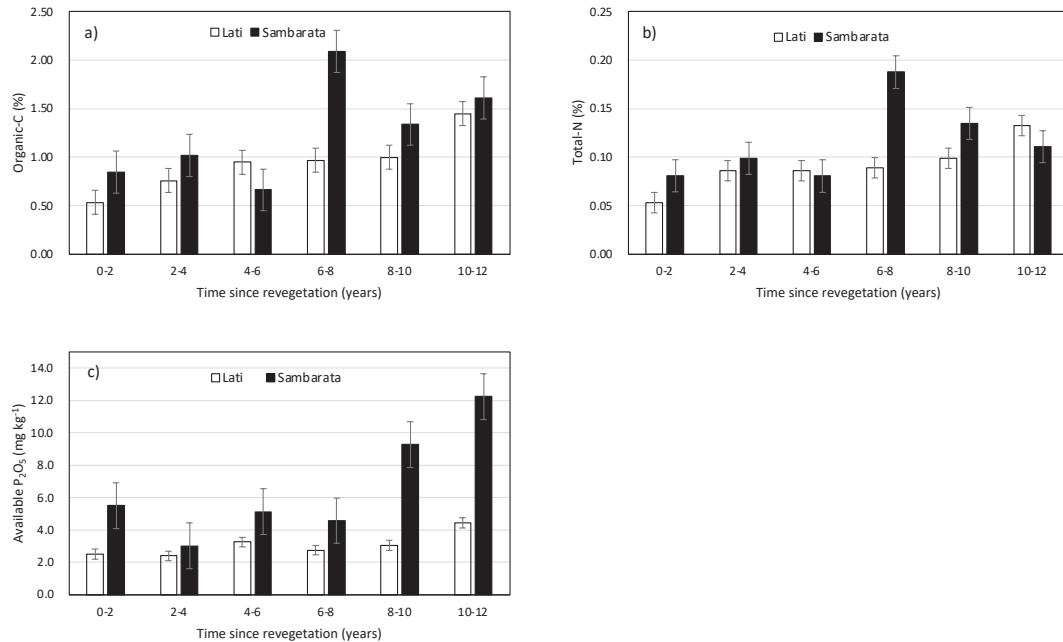 a)
Lati Sambarata
Organic-C (%)
2.50
2.00
1.50
1.00
0.50
0.00
0-2 2-4 4-6 6-8 8-10 10-12
Time since revegetation (years)
b)
Lati Sambarata
Total-N (%)
0.25
0.20
0.15
0.10
0.05
0.00
0-2 2-4 4-6 6-8 8-10 10-12
Time since revegetation (years)
c)
Lati Sambarata
Available P₂O₅ (mg kg⁻¹)
14.0
12.0
10.0
8.0
6.0
4.0
2.0
0.0
0-2 2-4 4-6 6-8 8-10 10-12
Time since revegetation (years)